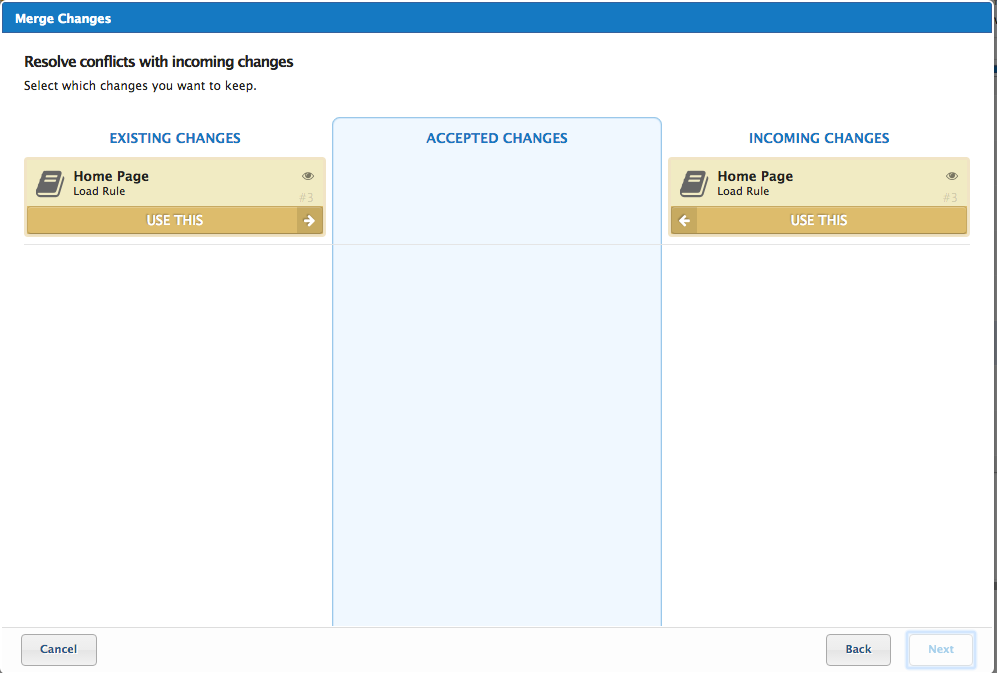 Merge Changes
Resolve conflicts with incoming changes
Select which changes you want to keep.
EXISTING CHANGES
ACCEPTED CHANGES
INCOMING CHANGES
Home Page
Load Rule
#3
USE THIS
Home Page
Load Rule
#3
USE THIS
Cancel
Back
Next